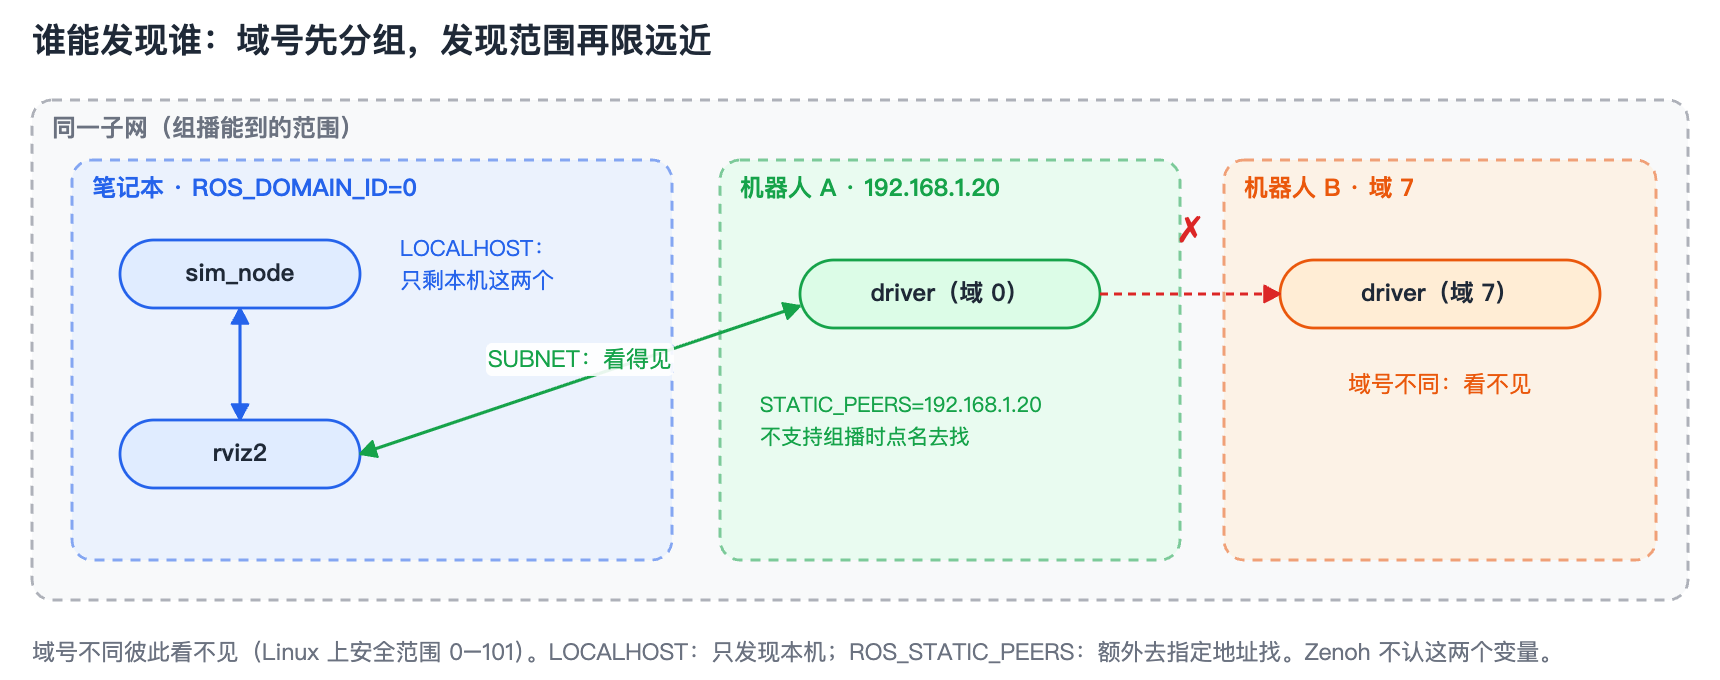 谁能发现谁：域号先分组，发现范围再限远近
同一子网（组播能到的范围）
笔记本 · ROS_DOMAIN_ID=0
sim_node
LOCALHOST：
只剩本机这两个
rviz2
SUBNET：看得见
机器人 A · 192.168.1.20
driver（域 0）
STATIC_PEERS=192.168.1.20
不支持组播时点名去找
✗
机器人 B · 域 7
driver（域 7）
域号不同：看不见
域号不同彼此看不见（Linux 上安全范围 0–101）。LOCALHOST：只发现本机；ROS_STATIC_PEERS：额外去指定地址找。Zenoh 不认这两个变量。